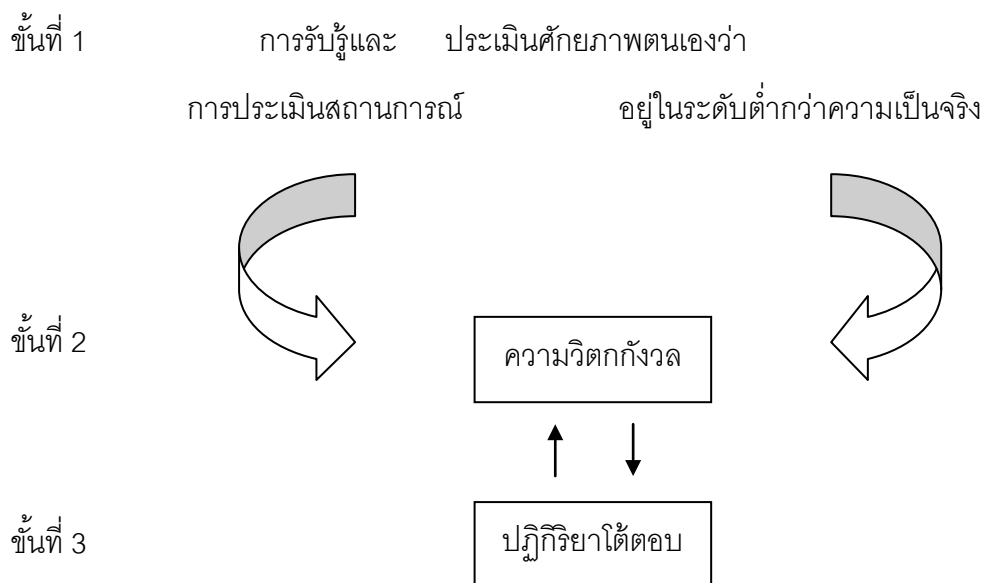 ขั้นที่ 1 การรับรู้และ ประเมินศักยภาพตนเองว่า
การประเมินสถานการณ์ อยู่ในระดับต่ำกว่าความเป็นจริง
ขั้นที่ 2 ความวิตกกังวล
ขั้นที่ 3 ปฏิกิริยาโต้ตอบ